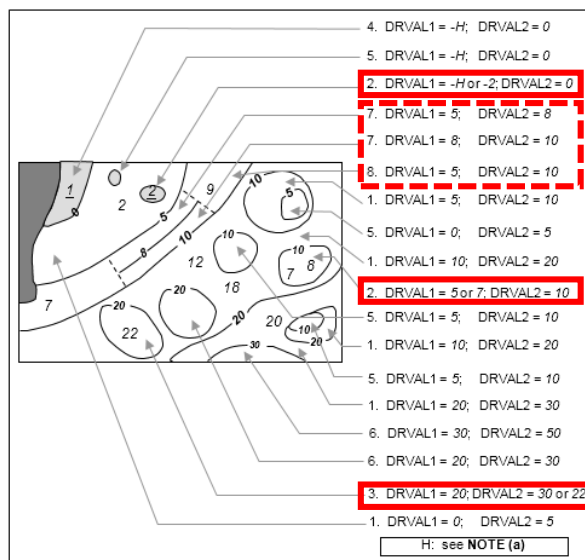 4. DRVAL1 = -H; DRVAL2 = 0
5. DRVAL1 = -H; DRVAL2 = 0
2. DRVAL1 = -H or -2; DRVAL2 = 0
7. DRVAL1 = 5; DRVAL2 = 8
7. DRVAL1 = 8; DRVAL2 = 10
8. DRVAL1 = 5; DRVAL2 = 10
1. DRVAL1 = 5; DRVAL2 = 10
5. DRVAL1 = 0; DRVAL2 = 5
1. DRVAL1 = 10; DRVAL2 = 20
2. DRVAL1 = 5 or 7; DRVAL2 = 10
5. DRVAL1 = 5; DRVAL2 = 10
1. DRVAL1 = 10; DRVAL2 = 20
5. DRVAL1 = 5; DRVAL2 = 10
1. DRVAL1 = 20; DRVAL2 = 30
6. DRVAL1 = 30; DRVAL2 = 50
6. DRVAL1 = 20; DRVAL2 = 30
3. DRVAL1 = 20; DRVAL2 = 30 or 22
1. DRVAL1 = 0; DRVAL2 = 5
H: see NOTE (a)
1
0
2
2
9
10
5
5
8
10
12
10
10
7 8
7
18
20
20
22
20
20
10
20
30